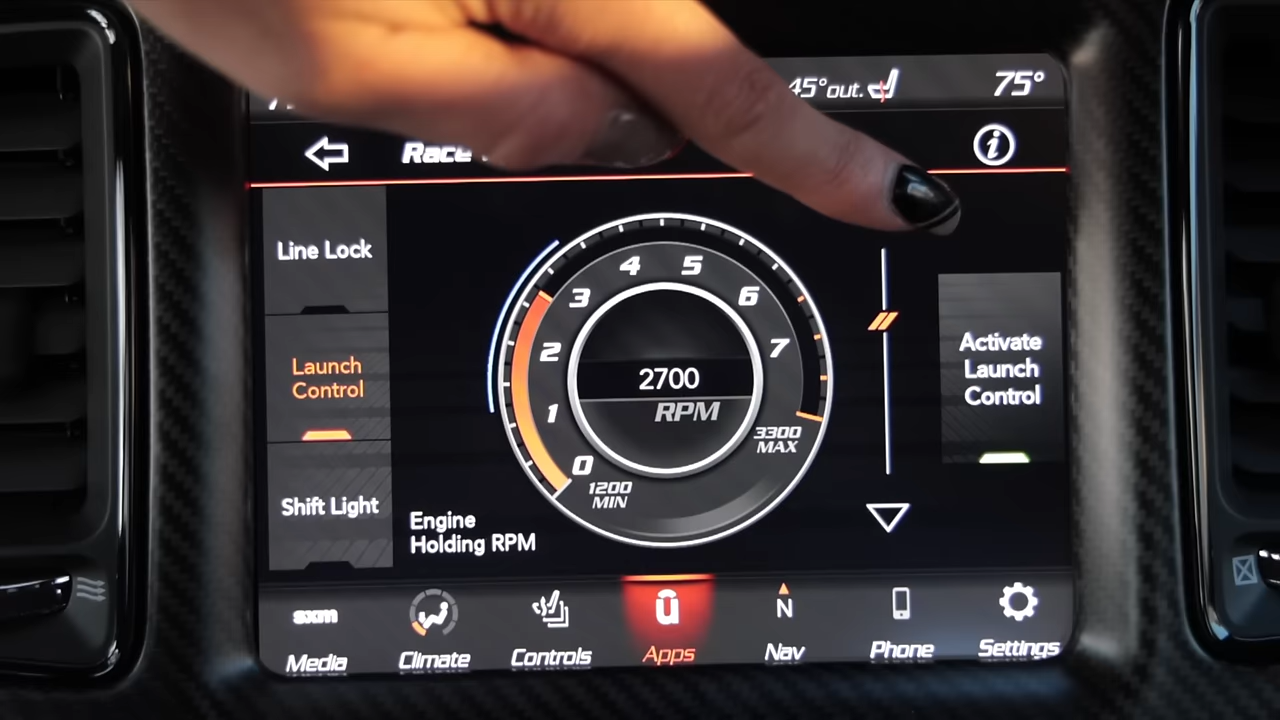 45°out.
75°
Race
i
Line Lock
Launch
Control
Shift Light
4
5
3
6
2
7
1
0
2700
RPM
3300
MAX
1200
MIN
Engine
Holding RPM
Activate
Launch
Control
sxm
û
N
Media
Climate
Controls
Apps
Nav
Phone
Settings